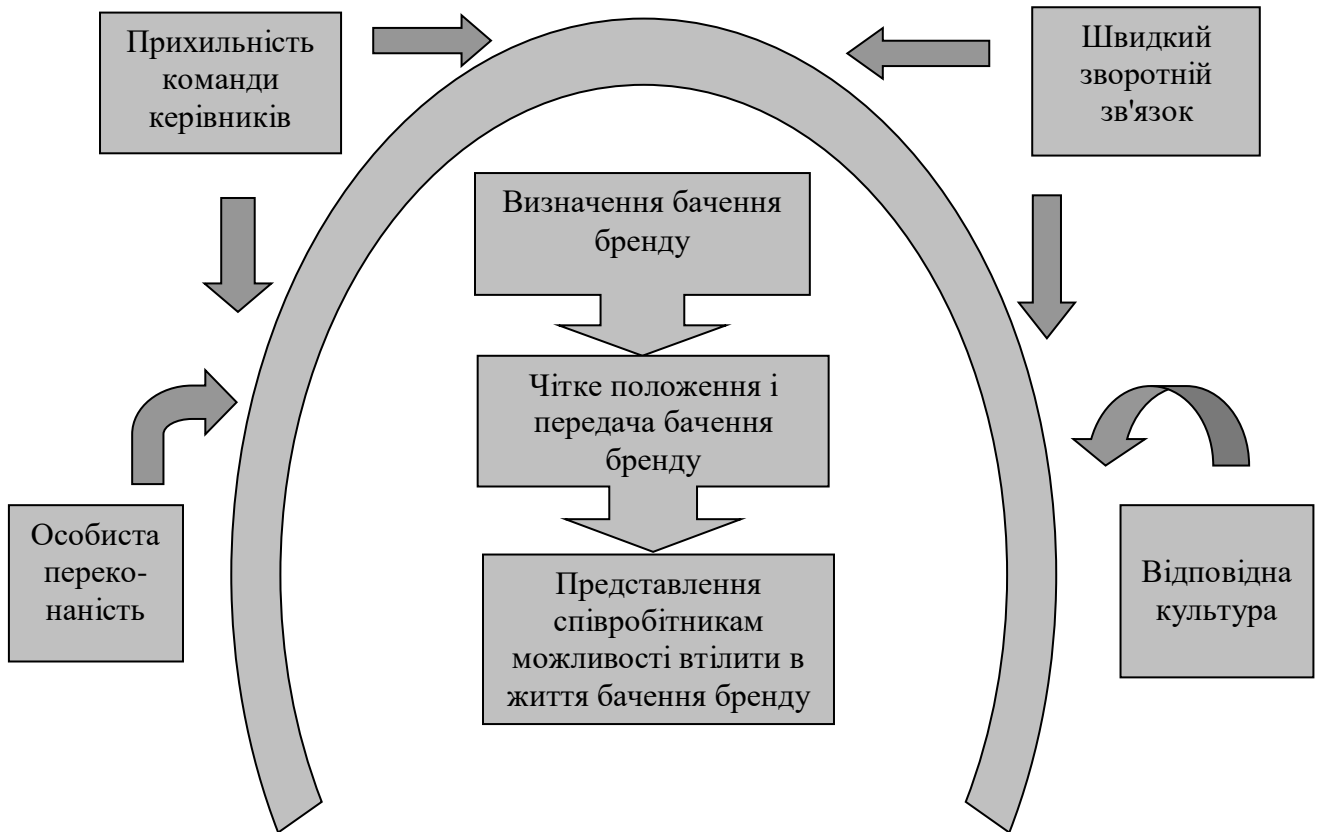 Прихильність
команди
керівників
Швидкий
зворотній
зв'язок
Визначення бачення
бренду
Чітке положення і
передача бачення
бренду
Особиста
переко-
наність
Представлення
співробітникам
можливості втілити в
життя бачення бренду
Відповідна
культура